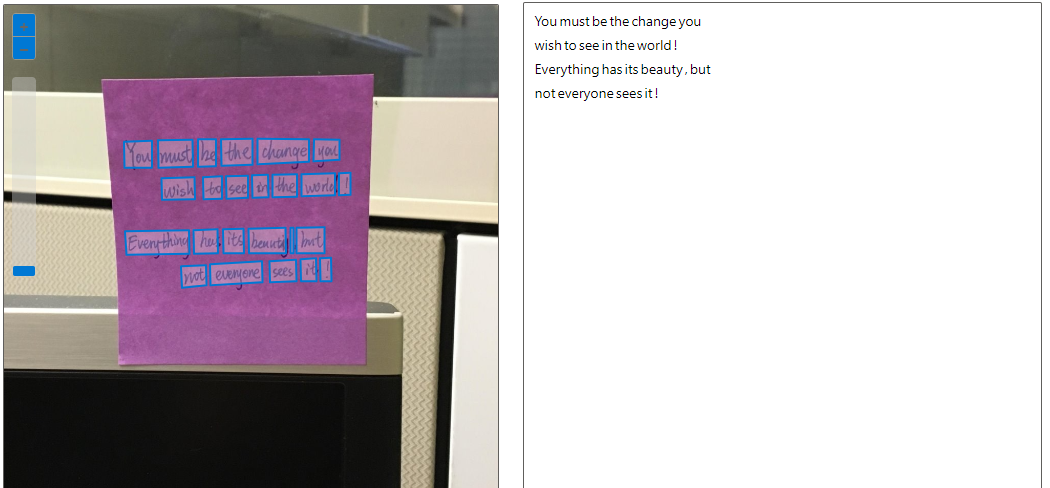 You must be the change you
wish to see in the world !
Everything has its beauty , but
not everyone sees it !
You must be the change you
wish to see in the world !
Everything has its beauty , but
not everyone sees it !